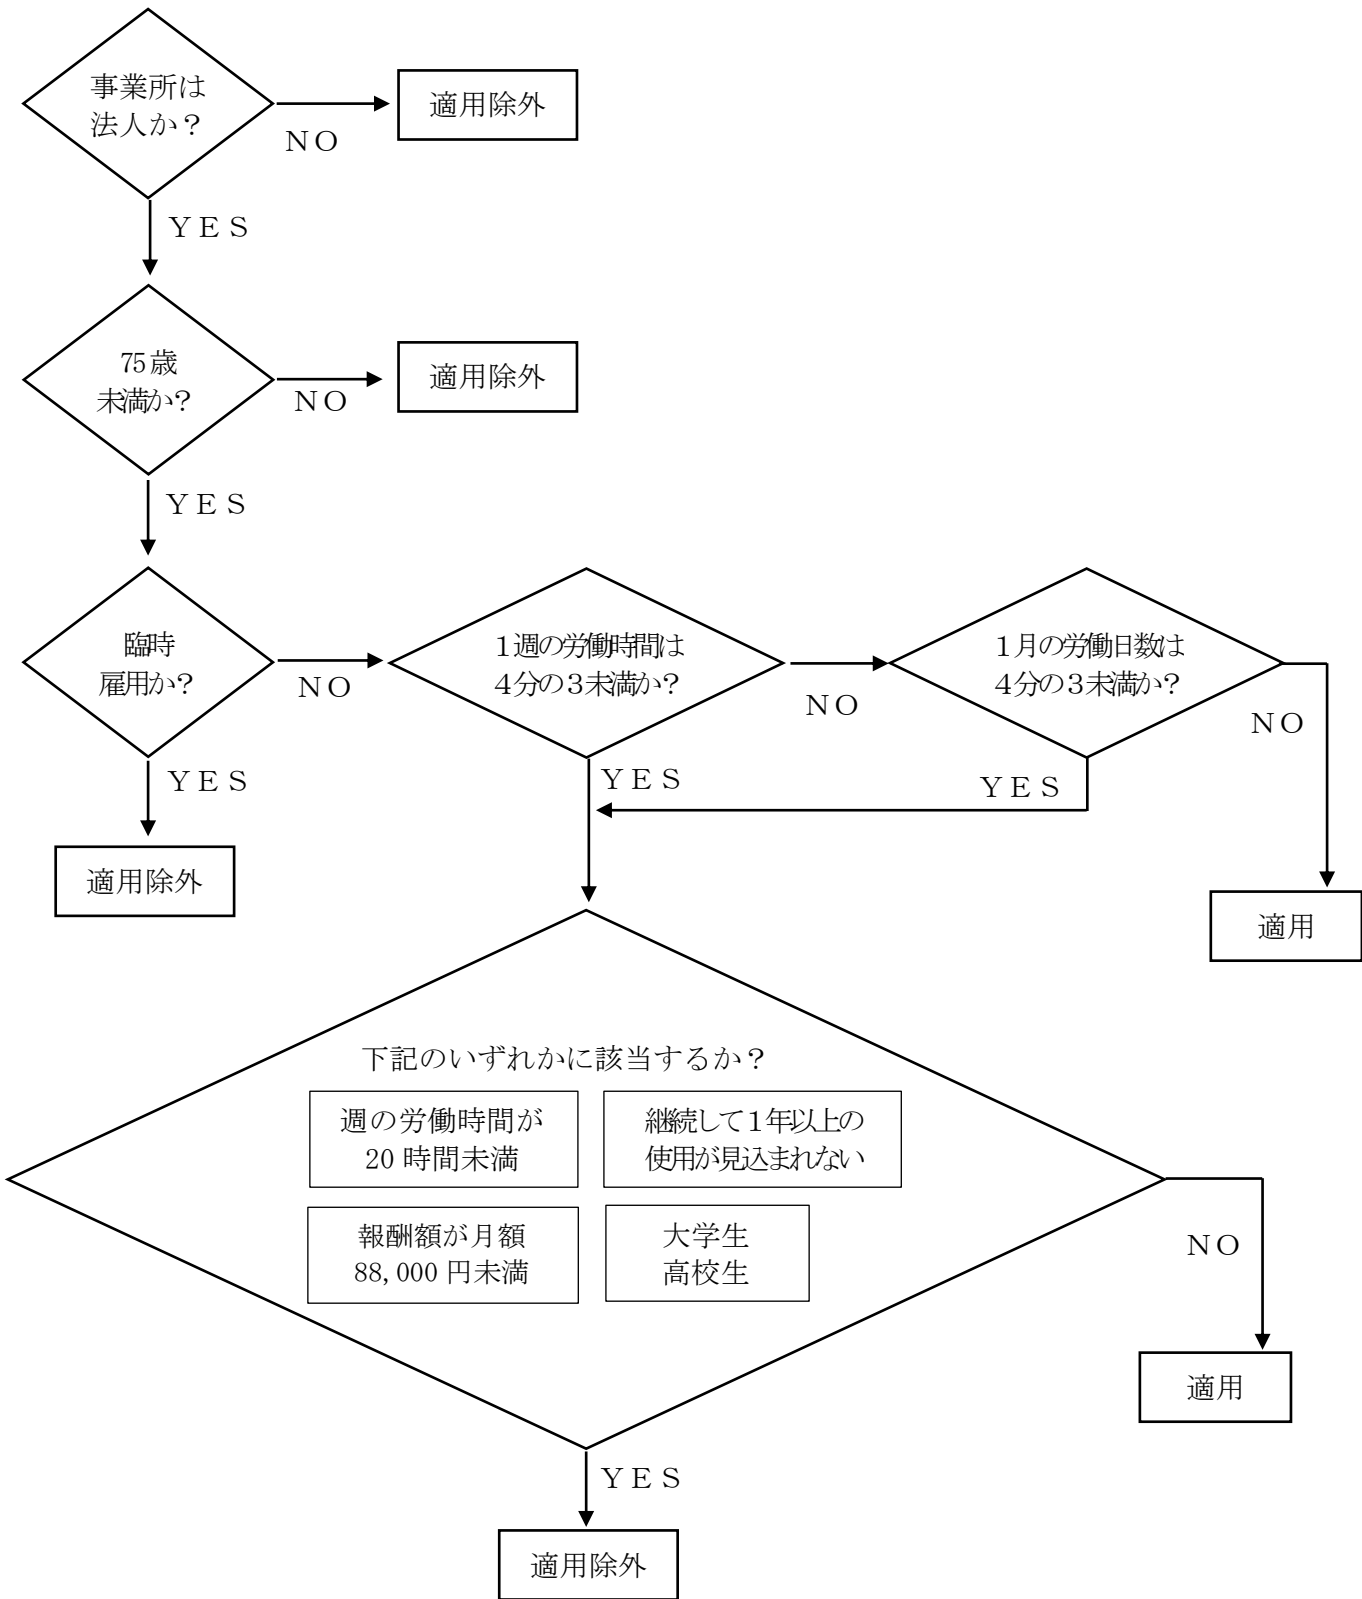 事業所は
法人か？
適用除外
ＮＯ
ＹＥＳ
75歳
未満か？
適用除外
ＮＯ
ＹＥＳ
臨時
雇用か？
ＮＯ
１週の労働時間は
４分の３未満か？
ＮＯ
１月の労働日数は
４分の３未満か？
ＮＯ
ＹＥＳ
ＹＥＳ
ＹＥＳ
適用除外
適用
下記のいずれかに該当するか？
週の労働時間が
20 時間未満
継続して１年以上の
使用が見込まれない
報酬額が月額
88,000 円未満
大学生
高校生
ＮＯ
適用
ＹＥＳ
適用除外